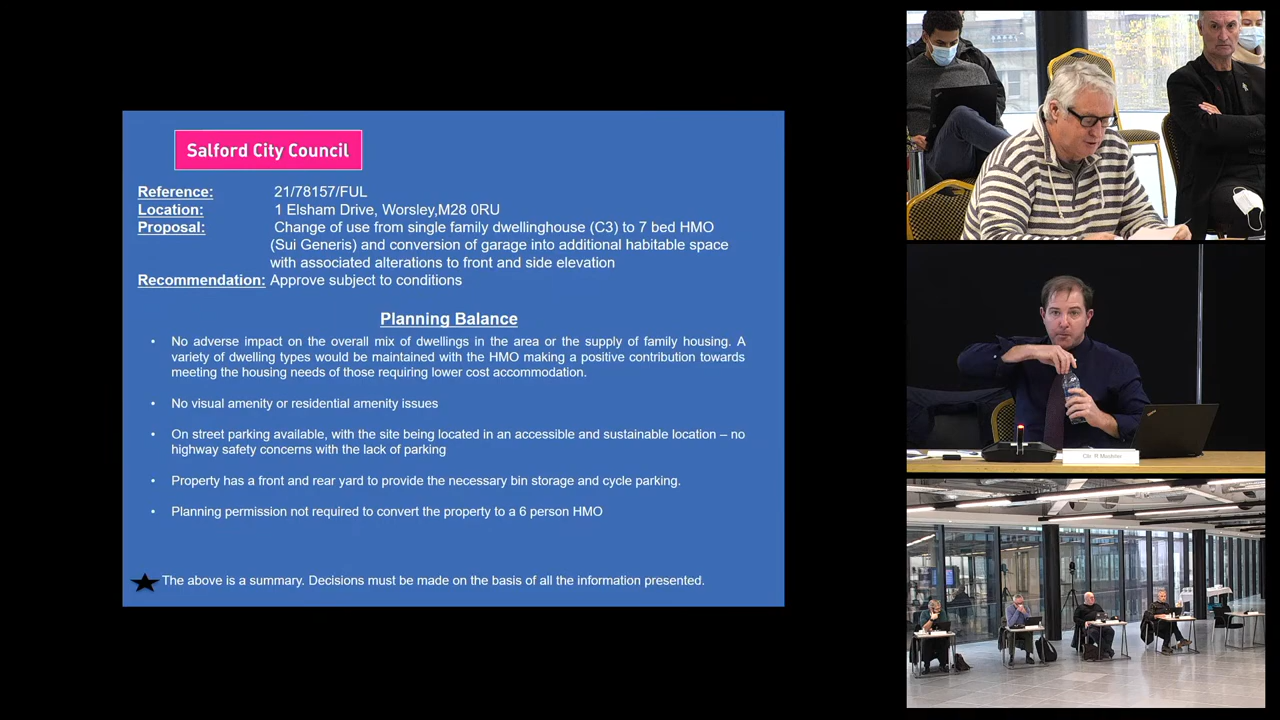 Salford City Council
Reference: 21/78157/FUL
Location: 1 Elsham Drive, Worsley,M28 0RU
Proposal: Change of use from single family dwellinghouse (C3) to 7 bed HMO
(Sui Generis) and conversion of garage into additional habitable space
with associated alterations to front and side elevation
Recommendation: Approve subject to conditions
Planning Balance
• No adverse impact on the overall mix of dwellings in the area or the supply of family housing. A
variety of dwelling types would be maintained with the HMO making a positive contribution towards
meeting the housing needs of those requiring lower cost accommodation.
• No visual amenity or residential amenity issues
• On street parking available, with the site being located in an accessible and sustainable location – no
highway safety concerns with the lack of parking
• Property has a front and rear yard to provide the necessary bin storage and cycle parking.
• Planning permission not required to convert the property to a 6 person HMO
The above is a summary. Decisions must be made on the basis of all the information presented.